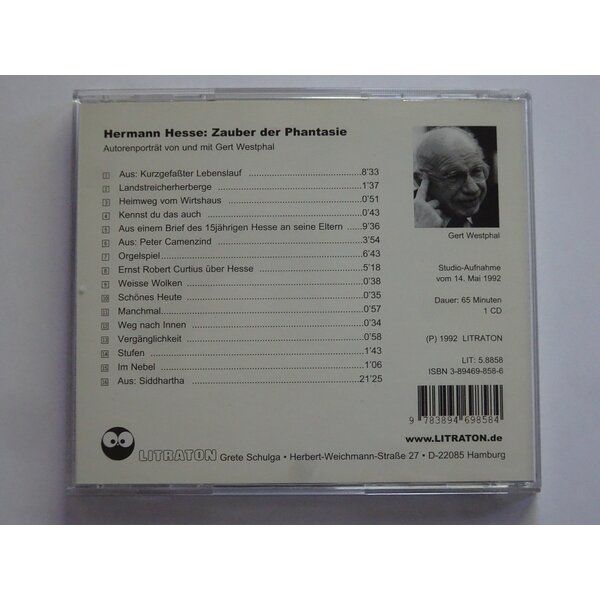 Hermann Hesse: Zauber der Phantasie
Autorenporträt von und mit Gert Westphal
1 Aus: Kurzgefaßter Lebenslauf 8'33
2 Landstreicherherberge 1'37
3 Heimweg vom Wirtshaus 0'51
4 Kennst du das auch 0'43
5 Aus einem Brief des 15jährigen Hesse an seine Eltern 9'36
6 Aus: Peter Camenzind 3'54
7 Orgelspiel 6'43
8 Ernst Robert Curtius über Hesse 5'18
9 Weisse Wolken 0'38
10 Schönes Heute 0'35
11 Manchmal 0'57
12 Weg nach Innen 0'34
13 Vergänglichkeit 0'58
14 Stufen 1'43
15 Im Nebel 1'06
16 Aus: Siddhartha 21'25
Gert Westphal
Studio-Aufnahme
vom 14. Mai 1992
Dauer: 65 Minuten
1 CD
(P) 1992 LITRATON
LIT: 5.8858
ISBN 3-89469-858-6
9 783894 698584
www.LITRATON.de
LITRATON Grete Schulga • Herbert-Weichmann-Straße 27 • D-22085 Hamburg